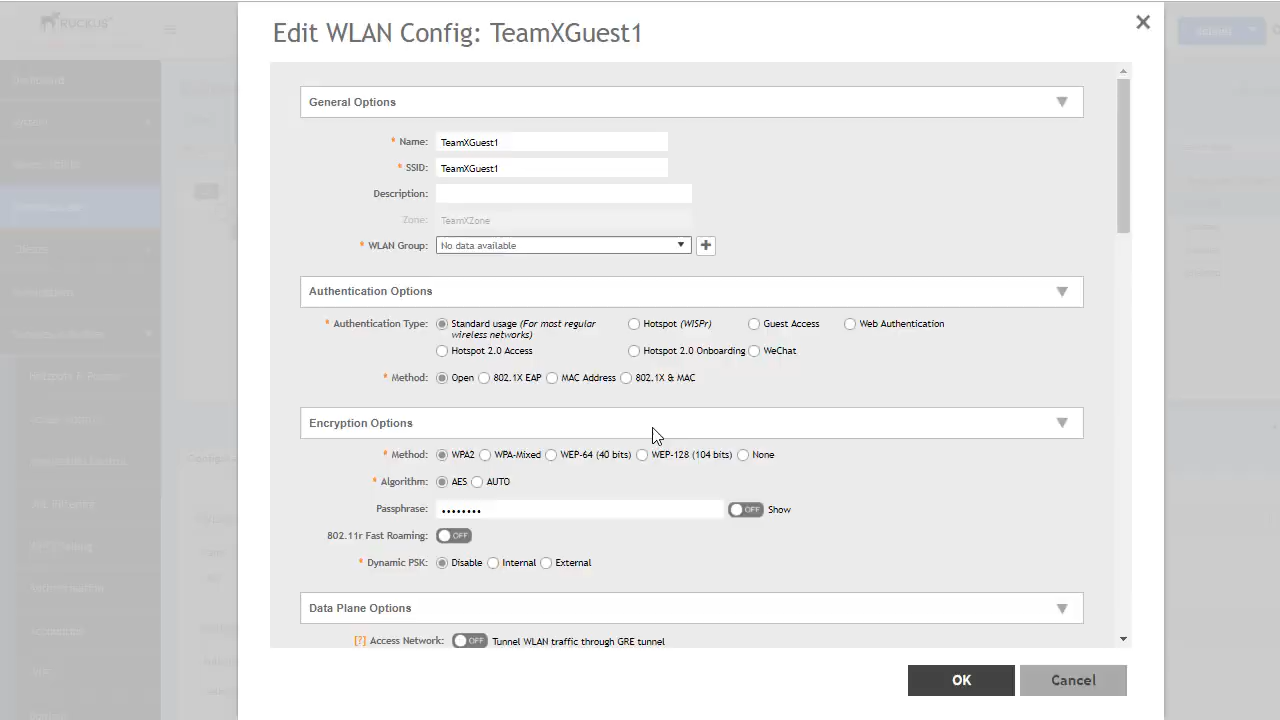 RUCKUS
Edit WLAN Config: TeamXGuest1
General Options
* Name: TeamXGuest1
* SSID: TeamXGuest1
Description:
Zone: TeamXZone
* WLAN Group: No data available
Authentication Options
* Authentication Type: Standard usage (For most regular wireless networks) Hotspot (WISPr) Guest Access Web Authentication
Hotspot 2.0 Access Hotspot 2.0 Onboarding WeChat
* Method: Open 802.1X EAP MAC Address 802.1X & MAC
Encryption Options
* Method: WPA2 WPA-Mixed WEP-64 (40 bits) WEP-128 (104 bits) None
* Algorithm: AES AUTO
Passphrase: •••••••• OFF Show
802.11r Fast Roaming: OFF
* Dynamic PSK: Disable Internal External
Data Plane Options
[?] Access Network: OFF Tunnel WLAN traffic through GRE tunnel
OK Cancel